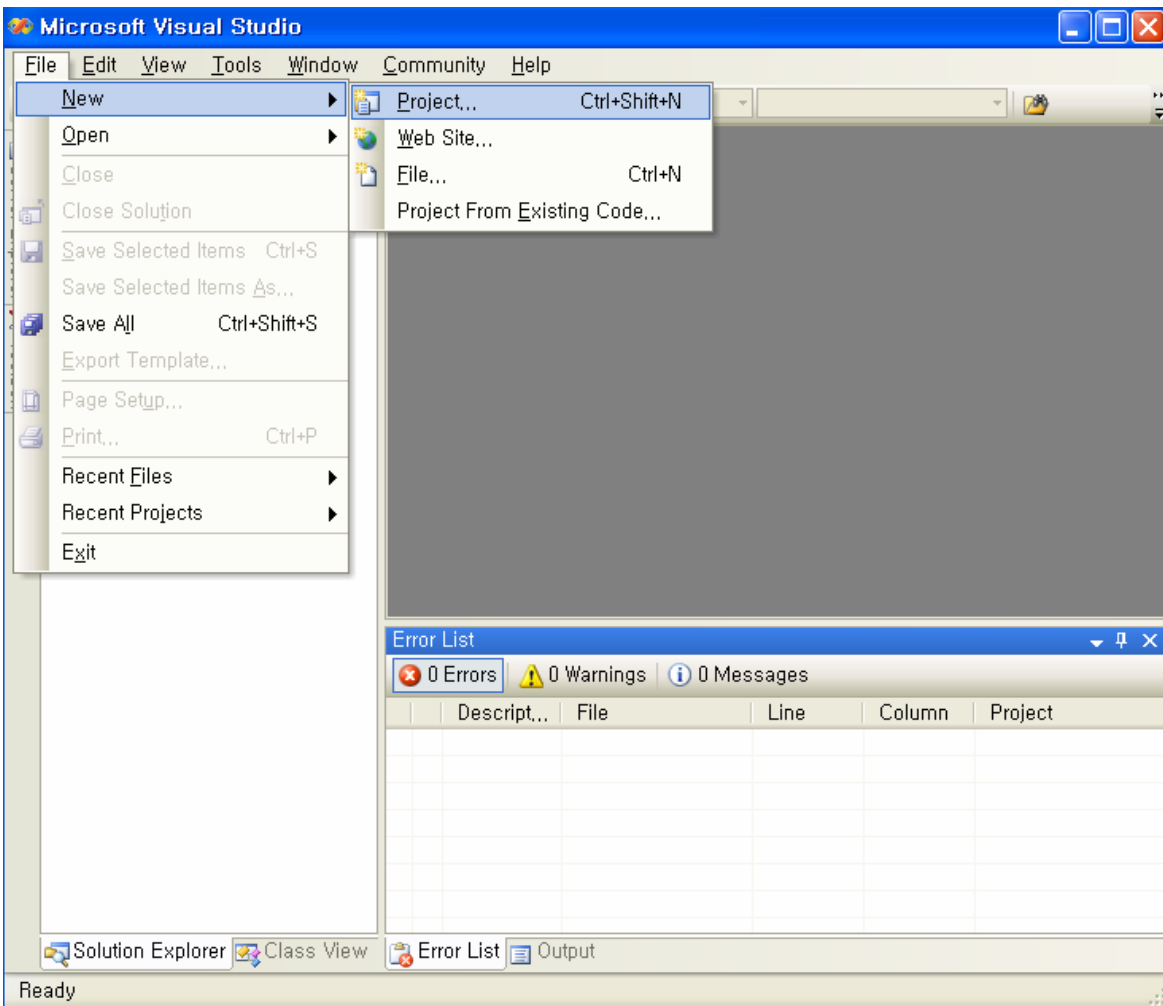 Microsoft Visual Studio
File Edit View Tools Window Community Help
New
Open
Close
Close Solution
Save Selected Items Ctrl+S
Save Selected Items As...
Save All Ctrl+Shift+S
Export Template...
Page Setup...
Print... Ctrl+P
Recent Files
Recent Projects
Exit
Project... Ctrl+Shift+N
Web Site...
File... Ctrl+N
Project From Existing Code...
Error List
0 Errors 0 Warnings 0 Messages
Descript... File Line Column Project
Solution Explorer Class View Error List Output
Ready